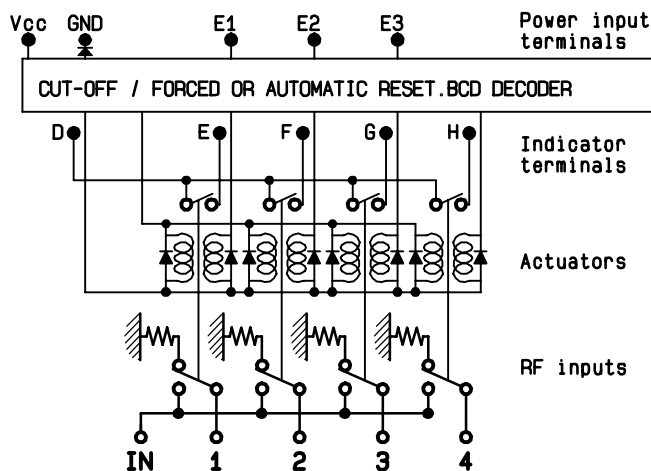 Vcc GND E1 E2 E3 Power input
terminals
CUT-OFF / FORCED OR AUTOMATIC RESET.BCD DECODER
D E F G H Indicator
terminals
Actuators
RF inputs
IN 1 2 3 4